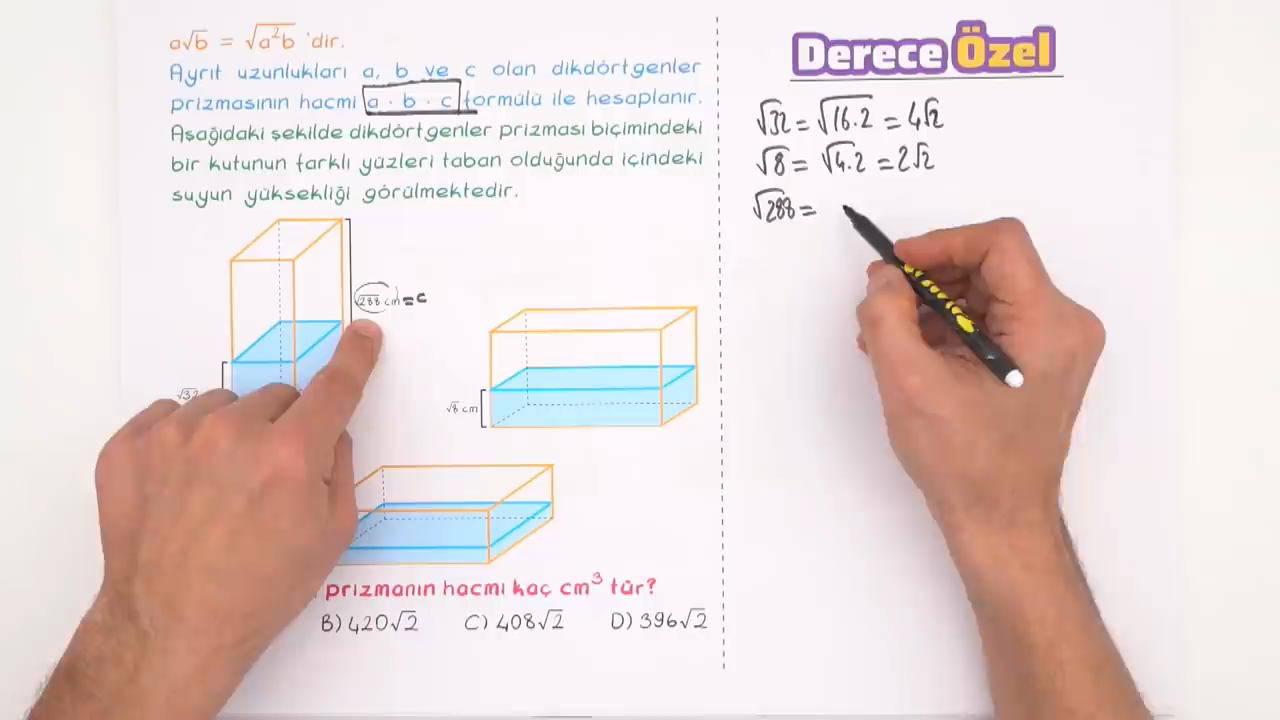 a√b = √a²b 'dir.
Ayrıt uzunlukları a, b ve c olan dikdörtgenler
prizmasının hacmi a · b · c formülü ile hesaplanır.
Aşağıdaki şekilde dikdörtgenler prizması biçimindeki
bir kutunun farklı yüzleri taban olduğunda içindeki
suyun yüksekliği görülmektedir.
√288 cm = c
√8 cm
prizmanın hacmi kaç cm³ tür?
B) 420√2 C) 408√2 D) 396√2
Derece Özel
√32 = √16.2 = 4√2
√8 = √4.2 = 2√2
√288 =